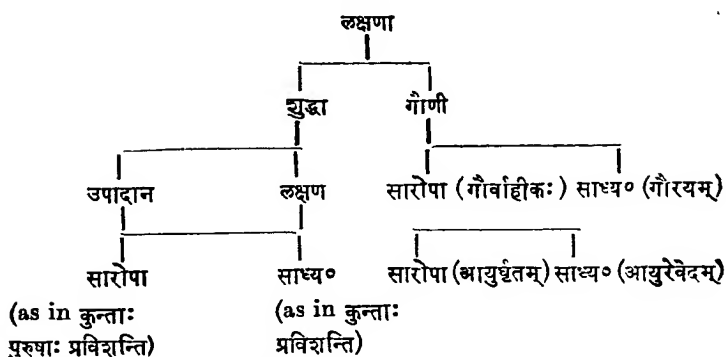 लक्षणा
शुद्धा गौणी
उपादान लक्षण सारोपा (गौर्वाहीकः) साध्य० (गौरयम्)
सारोपा साध्य० सारोपा (आयुर्घृतम्) साध्य० (आयुरेवेदम्)
(as in कुन्ताः (as in कुन्ताः
पुरुषाः प्रविशन्ति) प्रविशन्ति)